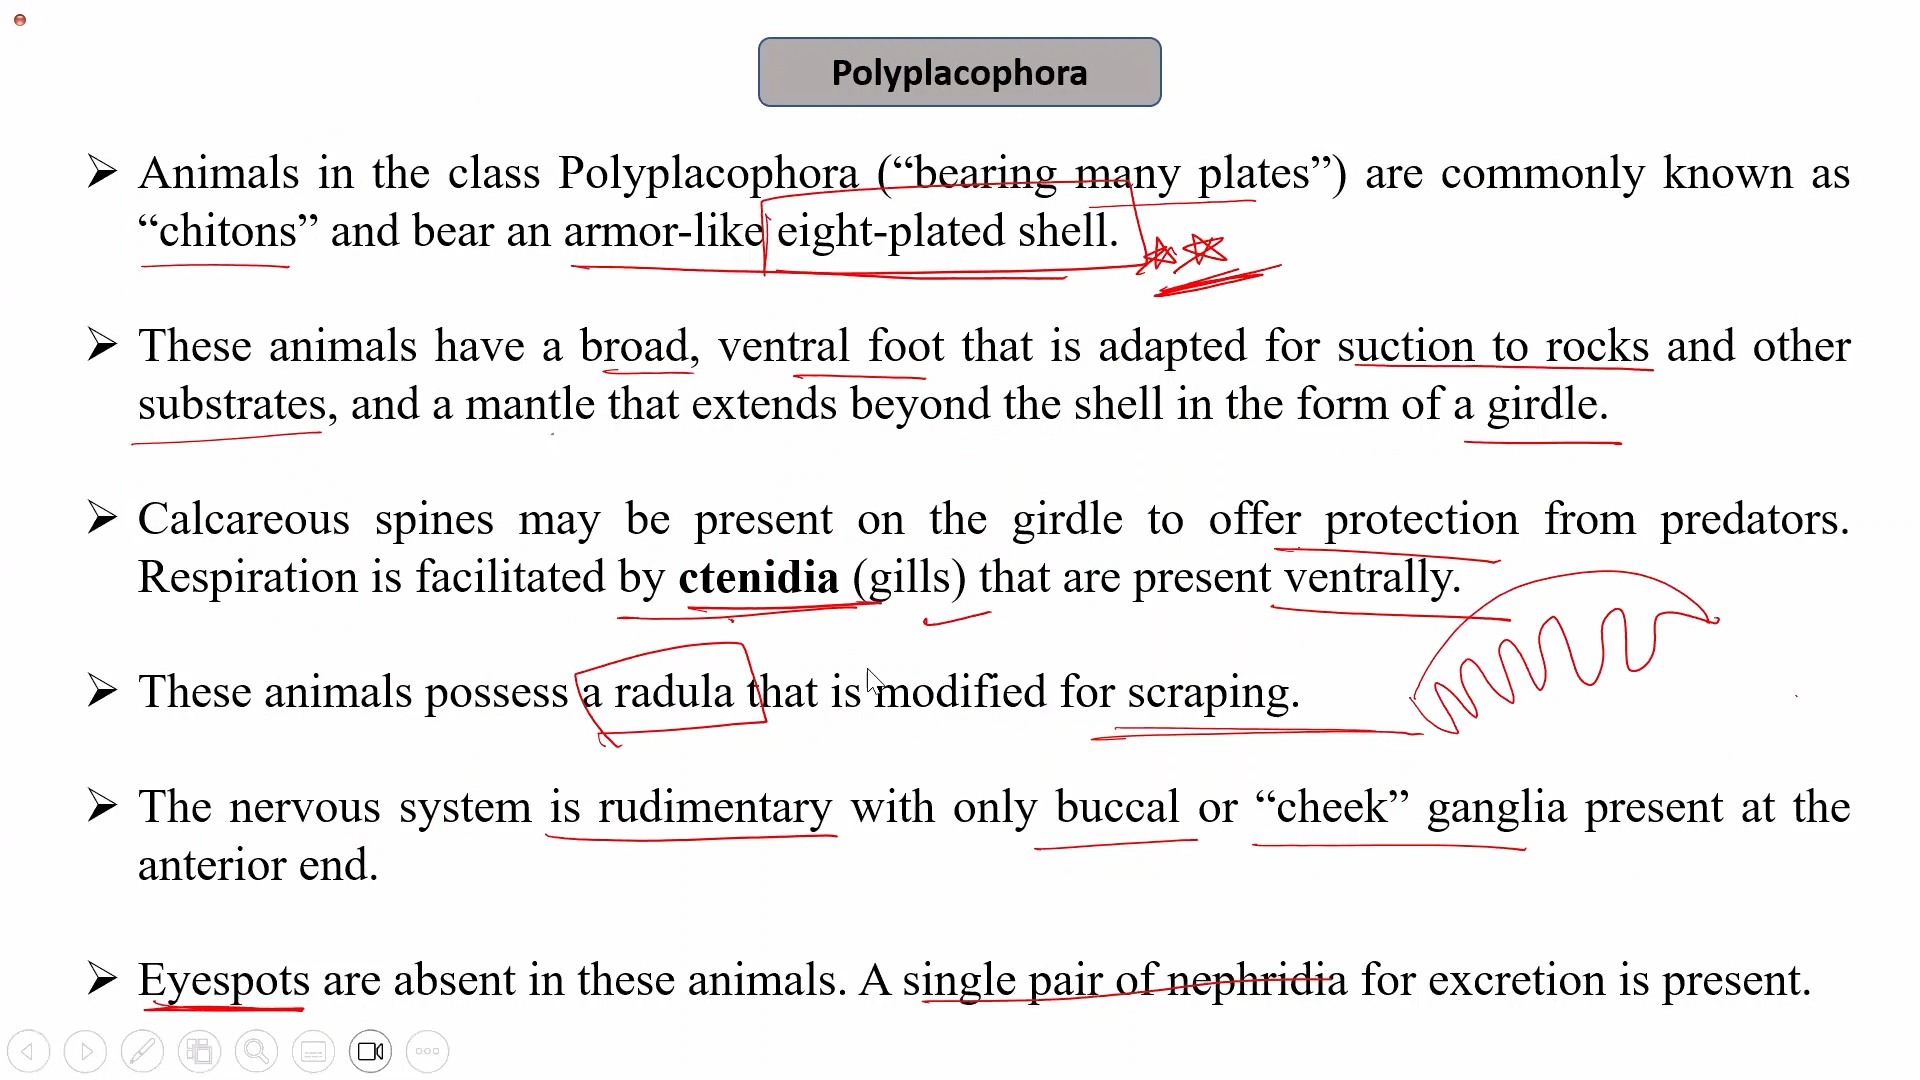 Polyplacophora
➢ Animals in the class Polyplacophora (“bearing many plates”) are commonly known as
“chitons” and bear an armor-like eight-plated shell.
➢ These animals have a broad, ventral foot that is adapted for suction to rocks and other
substrates, and a mantle that extends beyond the shell in the form of a girdle.
➢ Calcareous spines may be present on the girdle to offer protection from predators.
Respiration is facilitated by ctenidia (gills) that are present ventrally.
➢ These animals possess a radula that is modified for scraping.
➢ The nervous system is rudimentary with only buccal or “cheek” ganglia present at the
anterior end.
➢ Eyespots are absent in these animals. A single pair of nephridia for excretion is present.